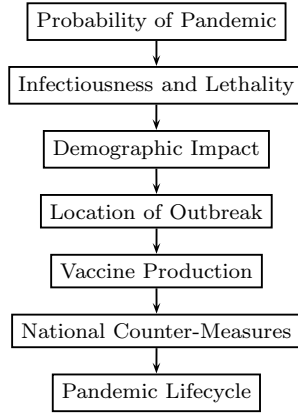 Probability of Pandemic
Infectiousness and Lethality
Demographic Impact
Location of Outbreak
Vaccine Production
National Counter-Measures
Pandemic Lifecycle